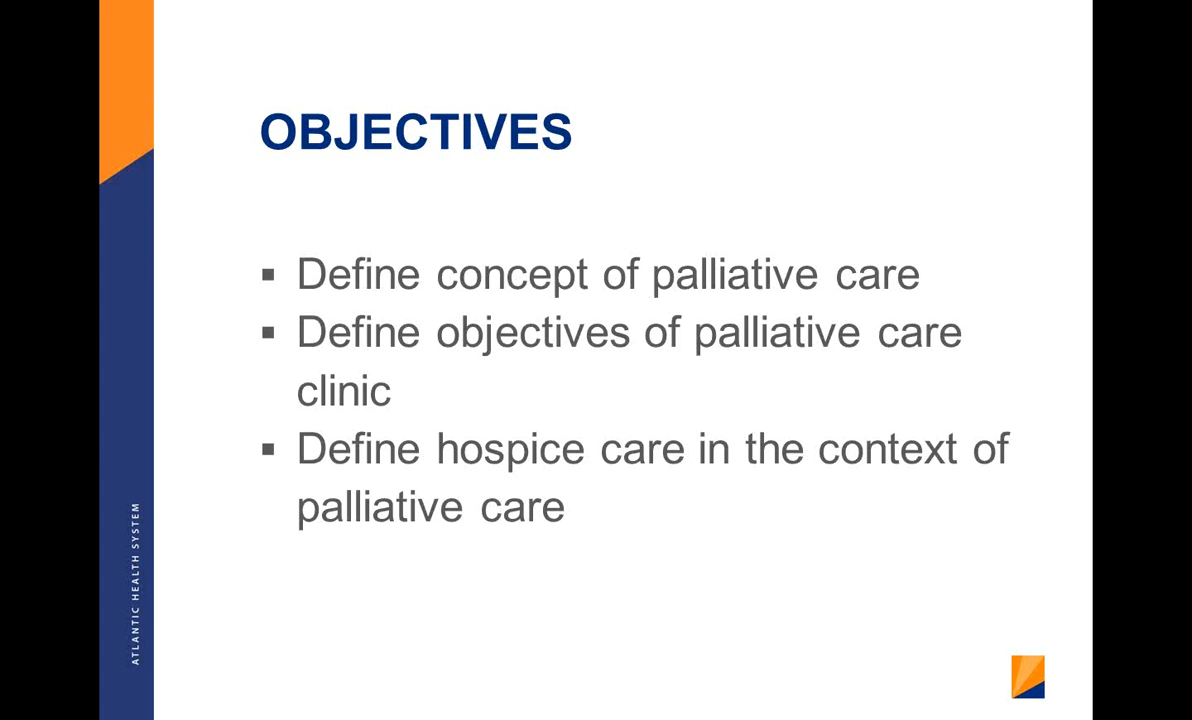 OBJECTIVES
▪ Define concept of palliative care
▪ Define objectives of palliative care
clinic
▪ Define hospice care in the context of
palliative care
ATLANTIC HEALTH SYSTEM